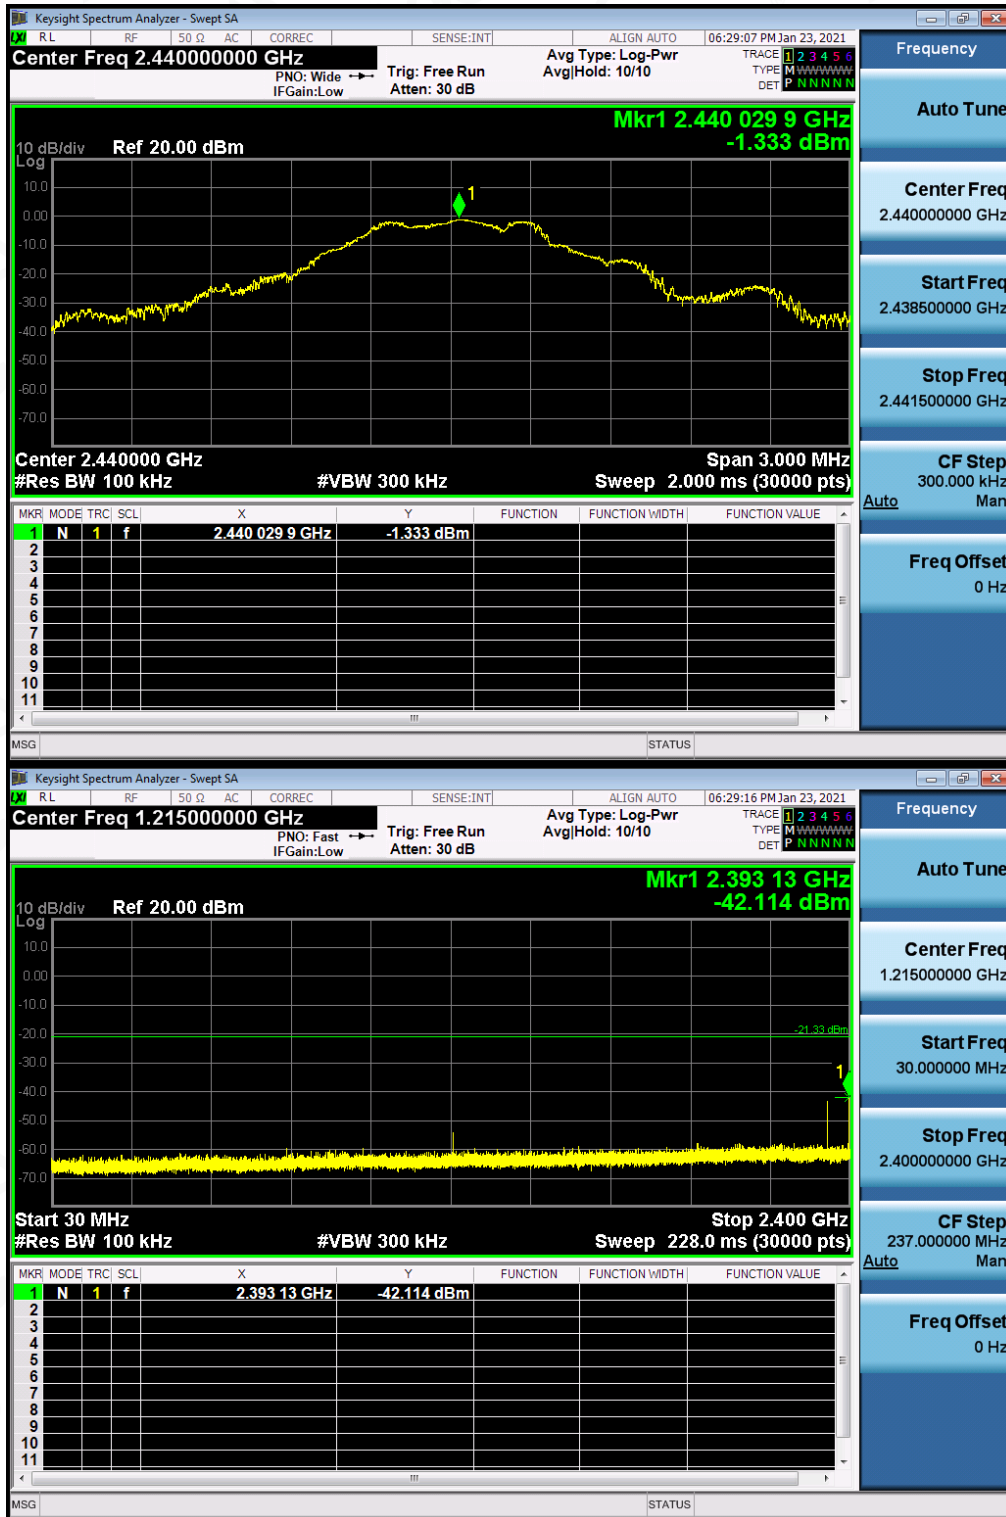 Keysight Spectrum Analyzer - Swept SA
LXI RL RF 50 Ω AC CORREC SENSE:INT ALIGN AUTO 06:29:07 PM Jan 23, 2021
Center Freq 2.440000000 GHz
PNO: Wide
IFGain:Low
Trig: Free Run
Atten: 30 dB
Avg Type: Log-Pwr
Avg|Hold: 10/10
TRACE 1 2 3 4 5 6
TYPE M WWWWW
DET P N N N N N
Mkr1 2.440 029 9 GHz
-1.333 dBm
10 dB/div Ref 20.00 dBm
Log
10.0
0.00
-10.0
-20.0
-30.0
-40.0
-50.0
-60.0
-70.0
1
Center 2.440000 GHz Span 3.000 MHz
#Res BW 100 kHz #VBW 300 kHz Sweep 2.000 ms (30000 pts)
MKR MODE TRC SCL X Y FUNCTION FUNCTION WIDTH FUNCTION VALUE
1 N 1 f 2.440 029 9 GHz -1.333 dBm
2
3
4
5
6
7
8
9
10
11
MSG STATUS
Frequency
Auto Tune
Center Freq
2.440000000 GHz
Start Freq
2.438500000 GHz
Stop Freq
2.441500000 GHz
CF Step
300.000 kHz
Auto Man
Freq Offset
0 Hz
Keysight Spectrum Analyzer - Swept SA
LXI RL RF 50 Ω AC CORREC SENSE:INT ALIGN AUTO 06:29:16 PM Jan 23, 2021
Center Freq 1.215000000 GHz
PNO: Fast
IFGain:Low
Trig: Free Run
Atten: 30 dB
Avg Type: Log-Pwr
Avg|Hold: 10/10
TRACE 1 2 3 4 5 6
TYPE M WWWWW
DET P N N N N N
Mkr1 2.393 13 GHz
-42.114 dBm
10 dB/div Ref 20.00 dBm
Log
10.0
0.00
-10.0
-20.0
-30.0
-40.0
-50.0
-60.0
-70.0
-21.33 dBm
1
Start 30 MHz Stop 2.400 GHz
#Res BW 100 kHz #VBW 300 kHz Sweep 228.0 ms (30000 pts)
MKR MODE TRC SCL X Y FUNCTION FUNCTION WIDTH FUNCTION VALUE
1 N 1 f 2.393 13 GHz -42.114 dBm
2
3
4
5
6
7
8
9
10
11
MSG STATUS
Frequency
Auto Tune
Center Freq
1.215000000 GHz
Start Freq
30.000000 MHz
Stop Freq
2.400000000 GHz
CF Step
237.000000 MHz
Auto Man
Freq Offset
0 Hz